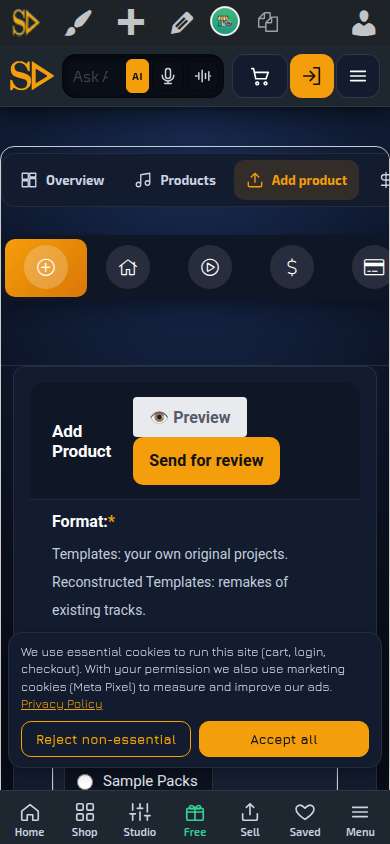 SD
Ask A
AI
Overview
Products
Add product
$
$
Add
Product
Preview
Send for review
Format:*
Templates: your own original projects.
Reconstructed Templates: remakes of
existing tracks.
We use essential cookies to run this site (cart, login,
checkout). With your permission we also use marketing
cookies (Meta Pixel) to measure and improve our ads.
Privacy Policy
Reject non-essential
Accept all
Sample Packs
Home
Shop
Studio
Free
Sell
Saved
Menu